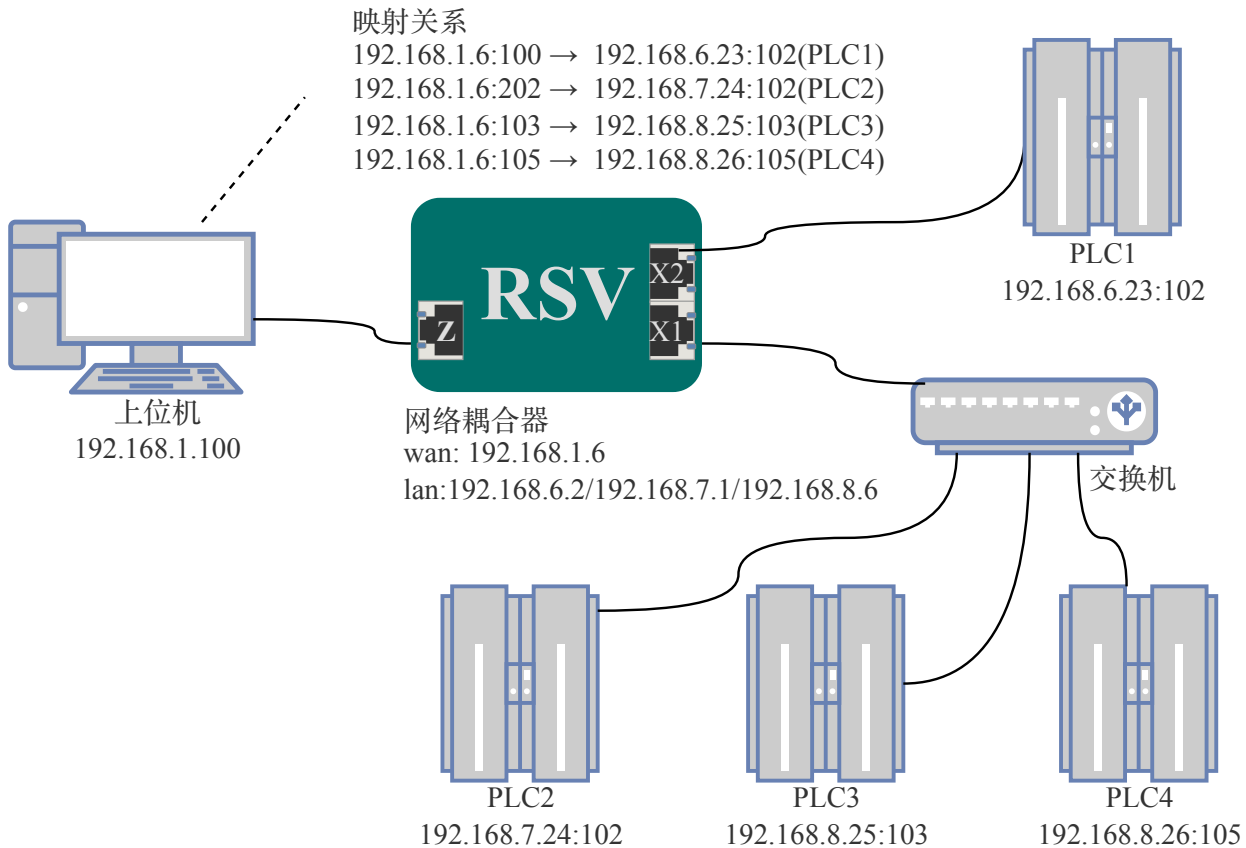 映射关系
192.168.1.6:100 → 192.168.6.23:102(PLC1)
192.168.1.6:202 → 192.168.7.24:102(PLC2)
192.168.1.6:103 → 192.168.8.25:103(PLC3)
192.168.1.6:105 → 192.168.8.26:105(PLC4)
RSV
X2
X1
Z
PLC1
192.168.6.23:102
上位机
192.168.1.100
网络耦合器
wan: 192.168.1.6
lan:192.168.6.2/192.168.7.1/192.168.8.6
交换机
PLC2
192.168.7.24:102
PLC3
192.168.8.25:103
PLC4
192.168.8.26:105